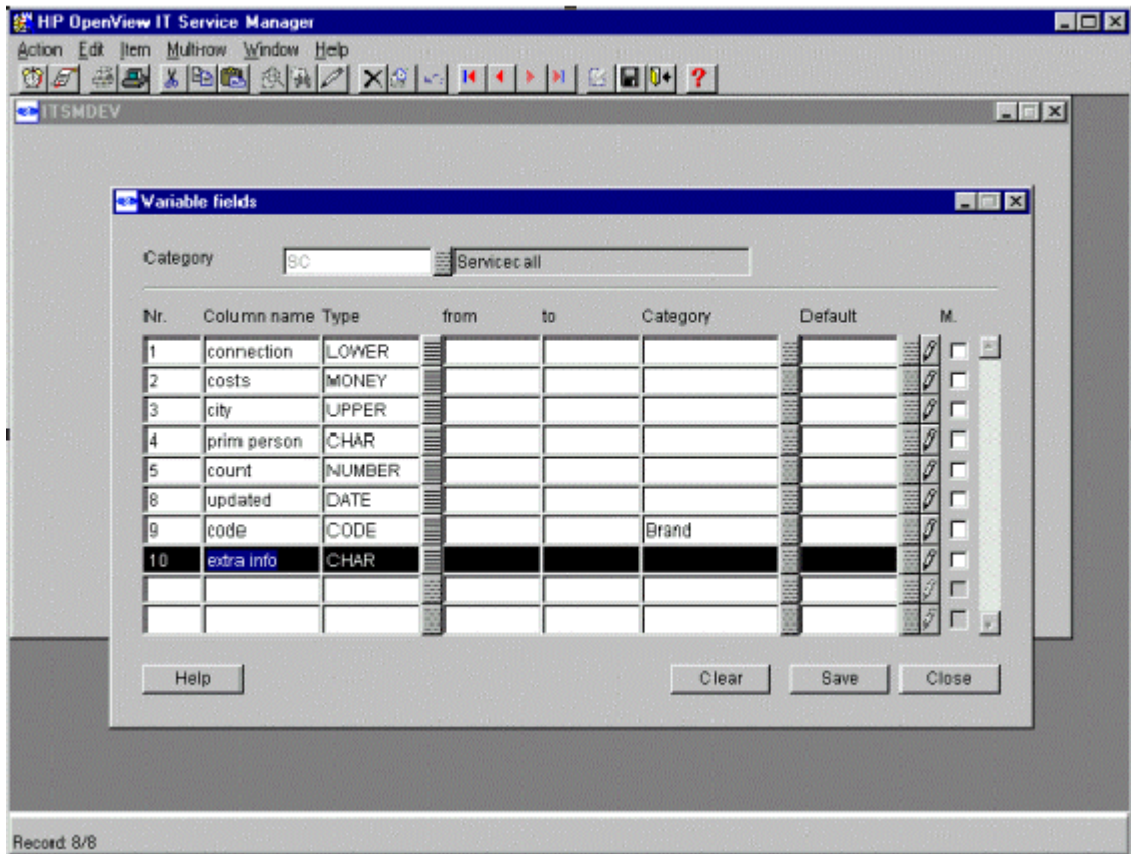 HP OpenView IT Service Manager
Action Edit Item Multi-row Window Help
ITSMDEV
Variable fields
Category SC Servicecall
Nr. Column name Type from to Category Default M.
1 connection LOWER
2 costs MONEY
3 city UPPER
4 prim person CHAR
5 count NUMBER
8 updated DATE
9 code CODE Brand
10 extra info CHAR
Help Clear Save Close
Record: 8/8